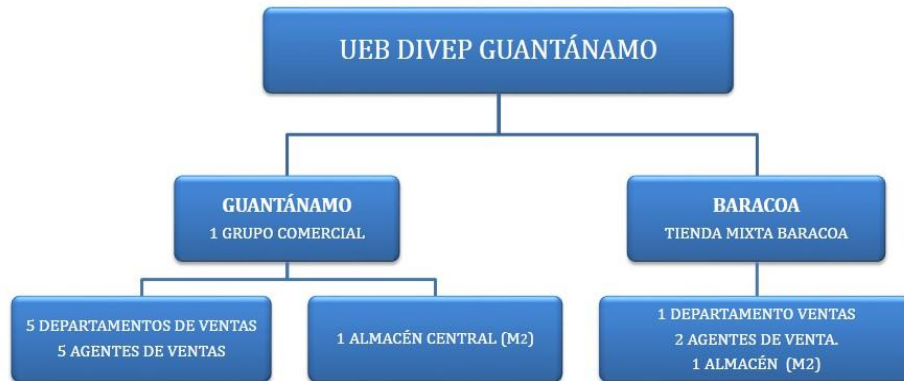 UEB DIVEP GUANTÁNAMO
GUANTÁNAMO
1 GRUPO COMERCIAL
BARACOA
TIENDA MIXTA BARACOA
5 DEPARTAMENTOS DE VENTAS
5 AGENTES DE VENTAS
1 ALMACÉN CENTRAL (M2)
1 DEPARTAMENTO VENTAS
2 AGENTES DE VENTA.
1 ALMACÉN (M2)